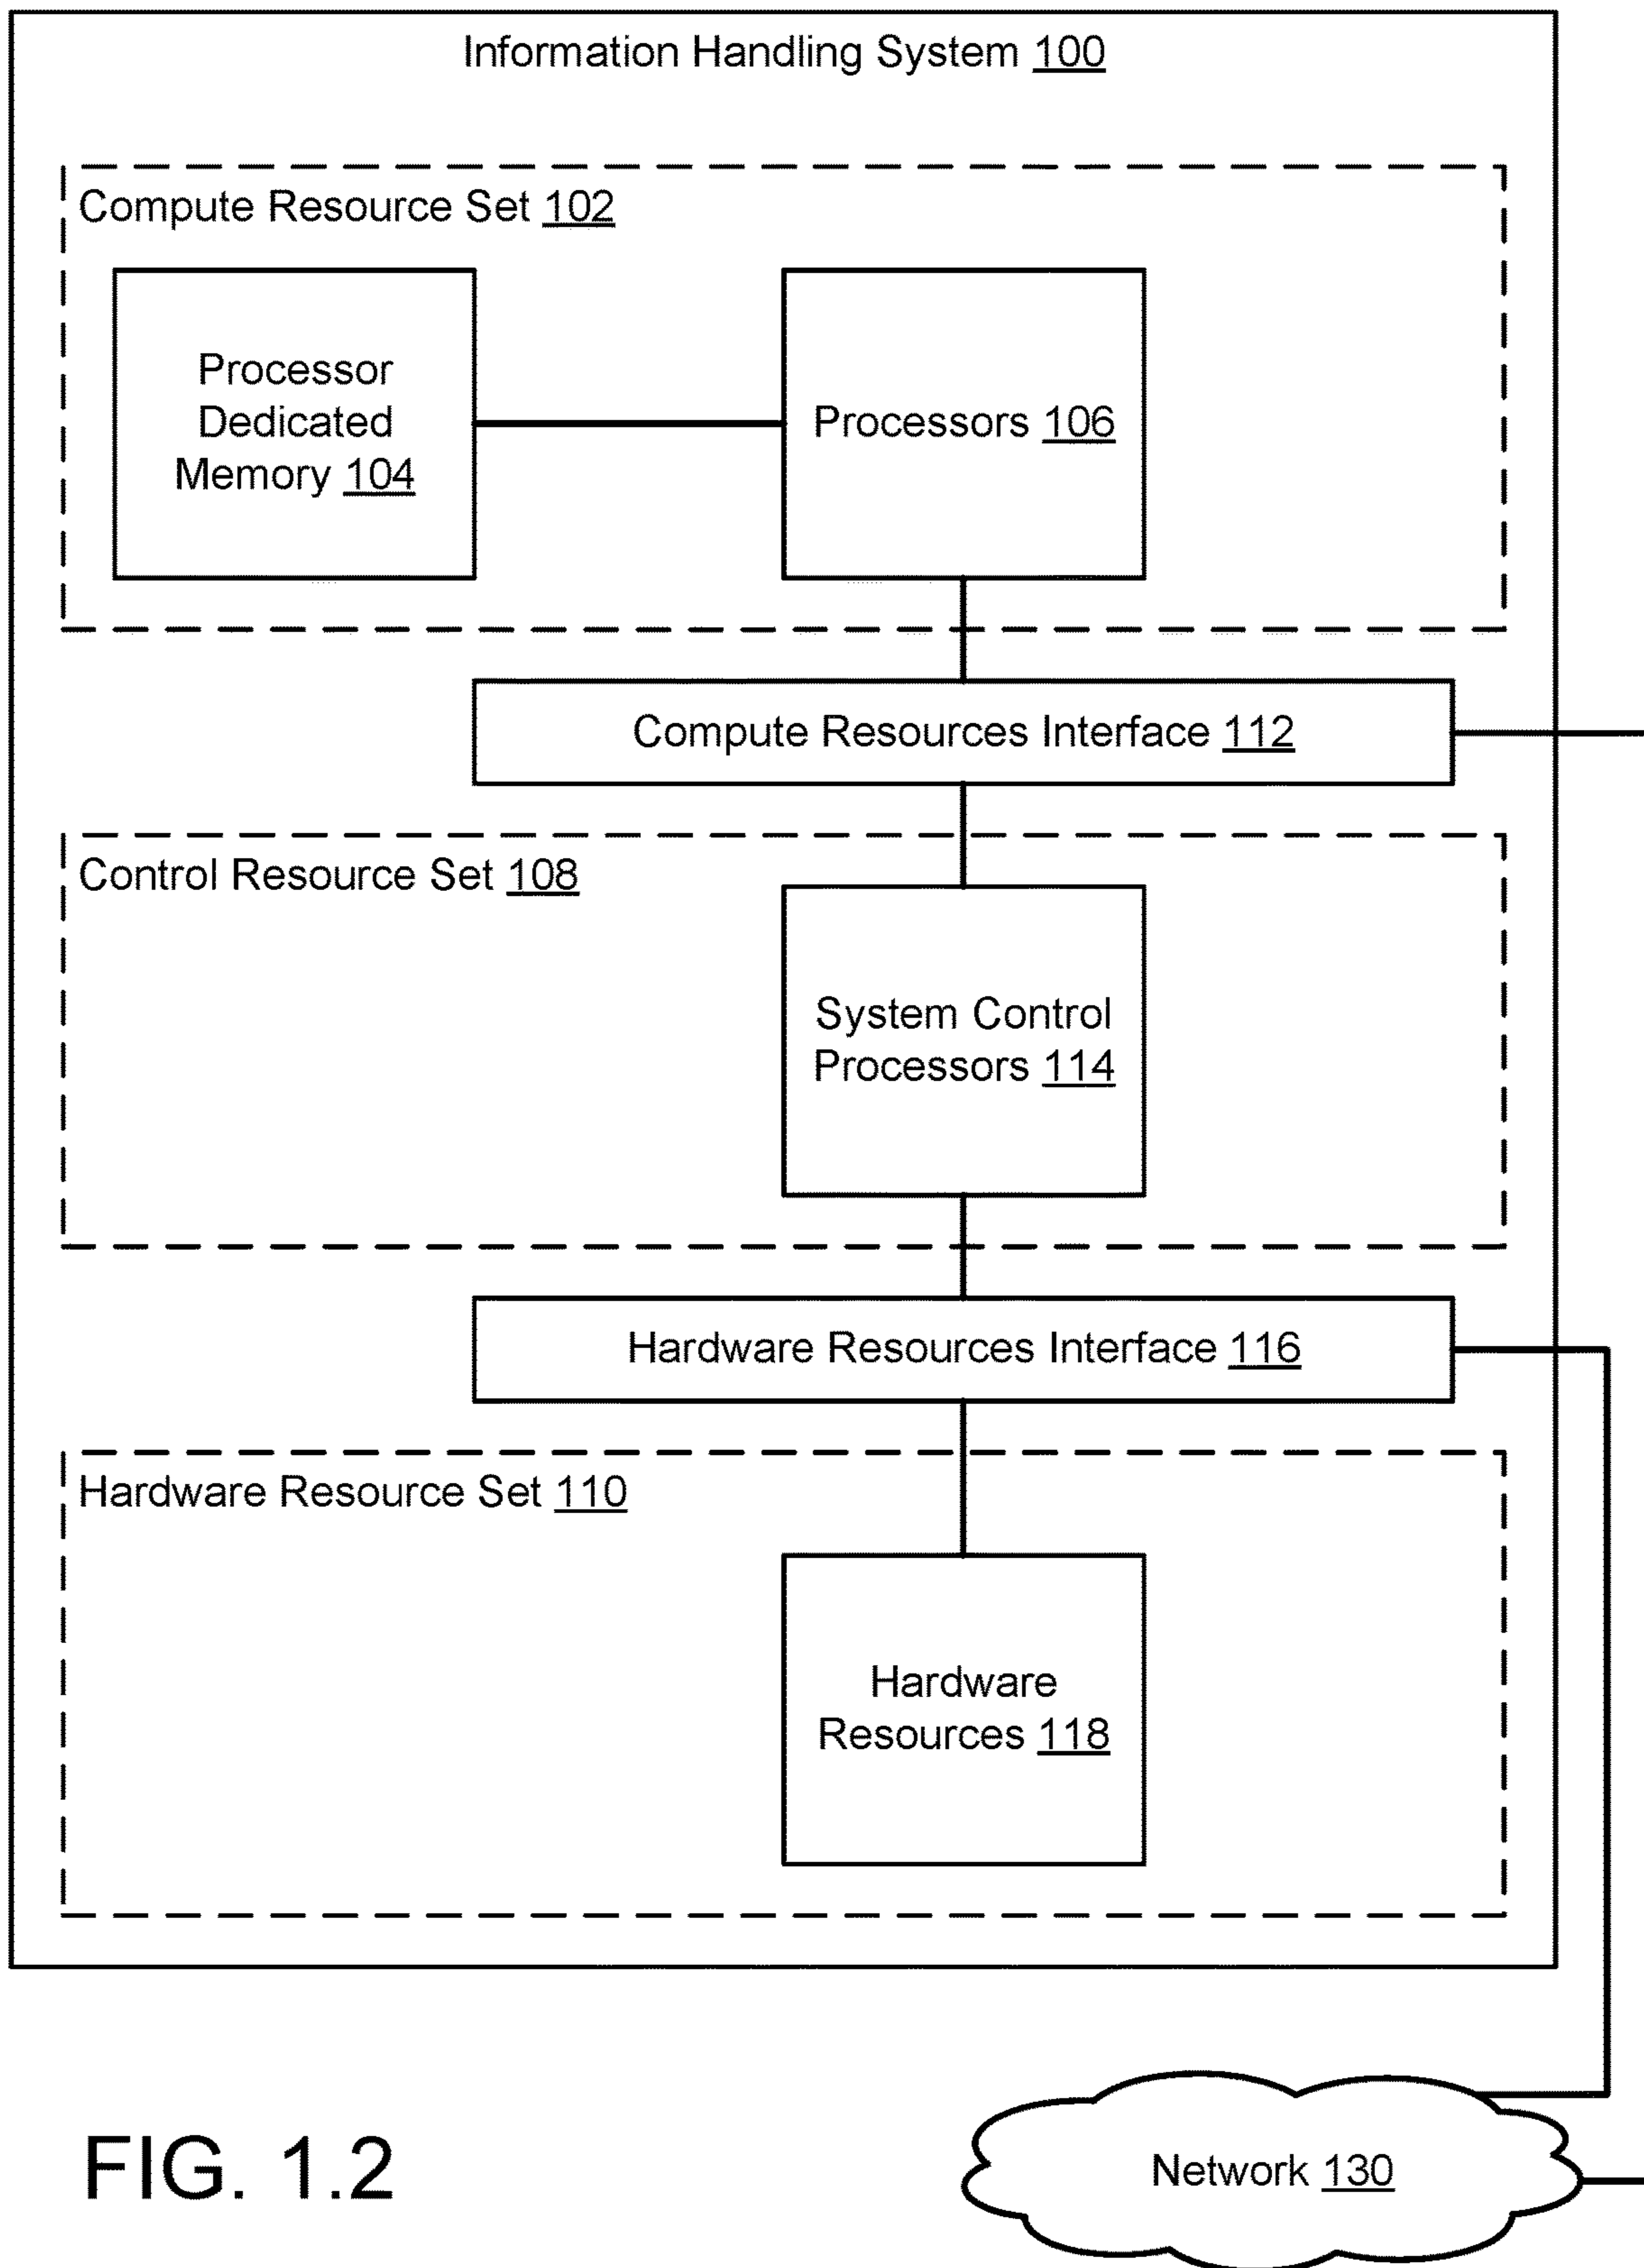 Information Handling System 100
Compute Resource Set 102
Processor
Dedicated
Memory 104
Processors 106
Compute Resources Interface 112
Control Resource Set 108
System Control
Processors 114
Hardware Resources Interface 116
Hardware Resource Set 110
Hardware
Resources 118
Network 130
FIG. 1.2